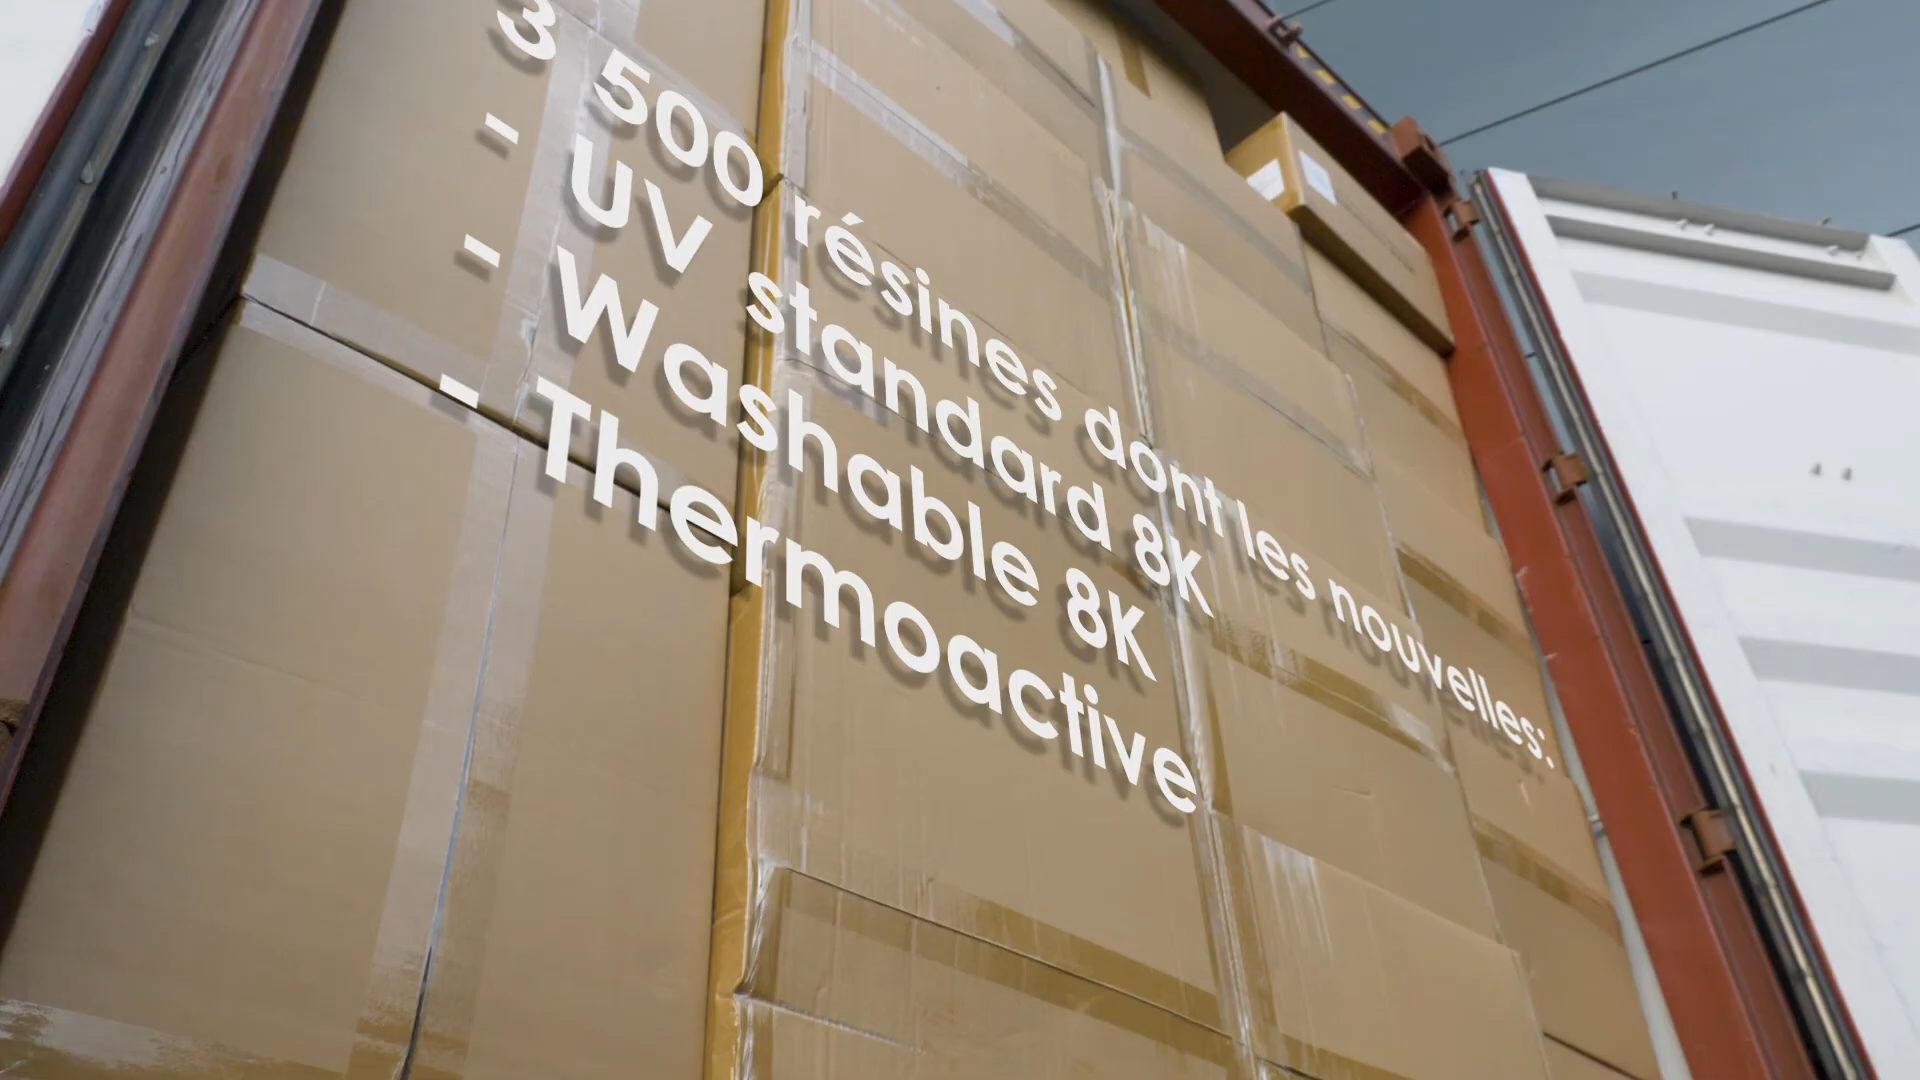 3 500 résines dont les nouvelles:
- UV standard 8K
- Washable 8K
- Thermoactive